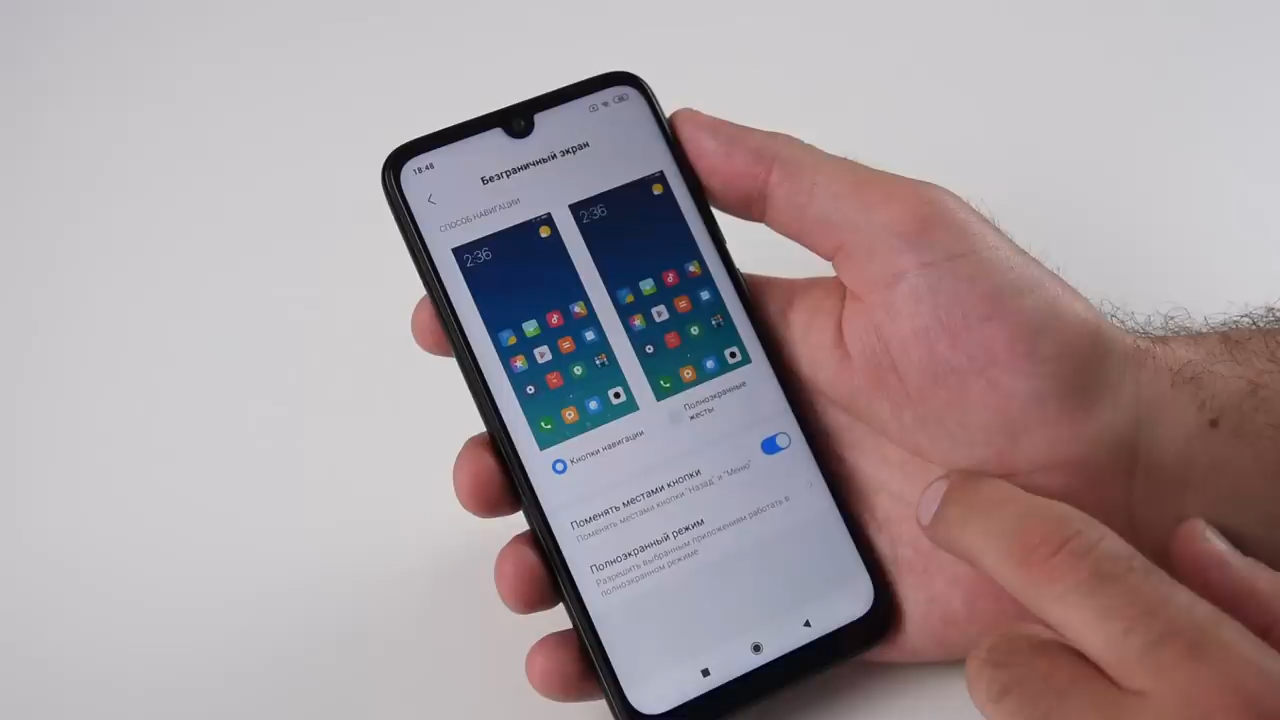 18:48
Безграничный экран
СПОСОБ НАВИГАЦИИ
2:36
2:36
Кнопки навигации
Полноэкранные
жесты
Поменять местами кнопки
Поменять местами кнопки "Назад" и "Меню"
Полноэкранный режим
Разрешить выбранным приложениям работать в
полноэкранном режиме